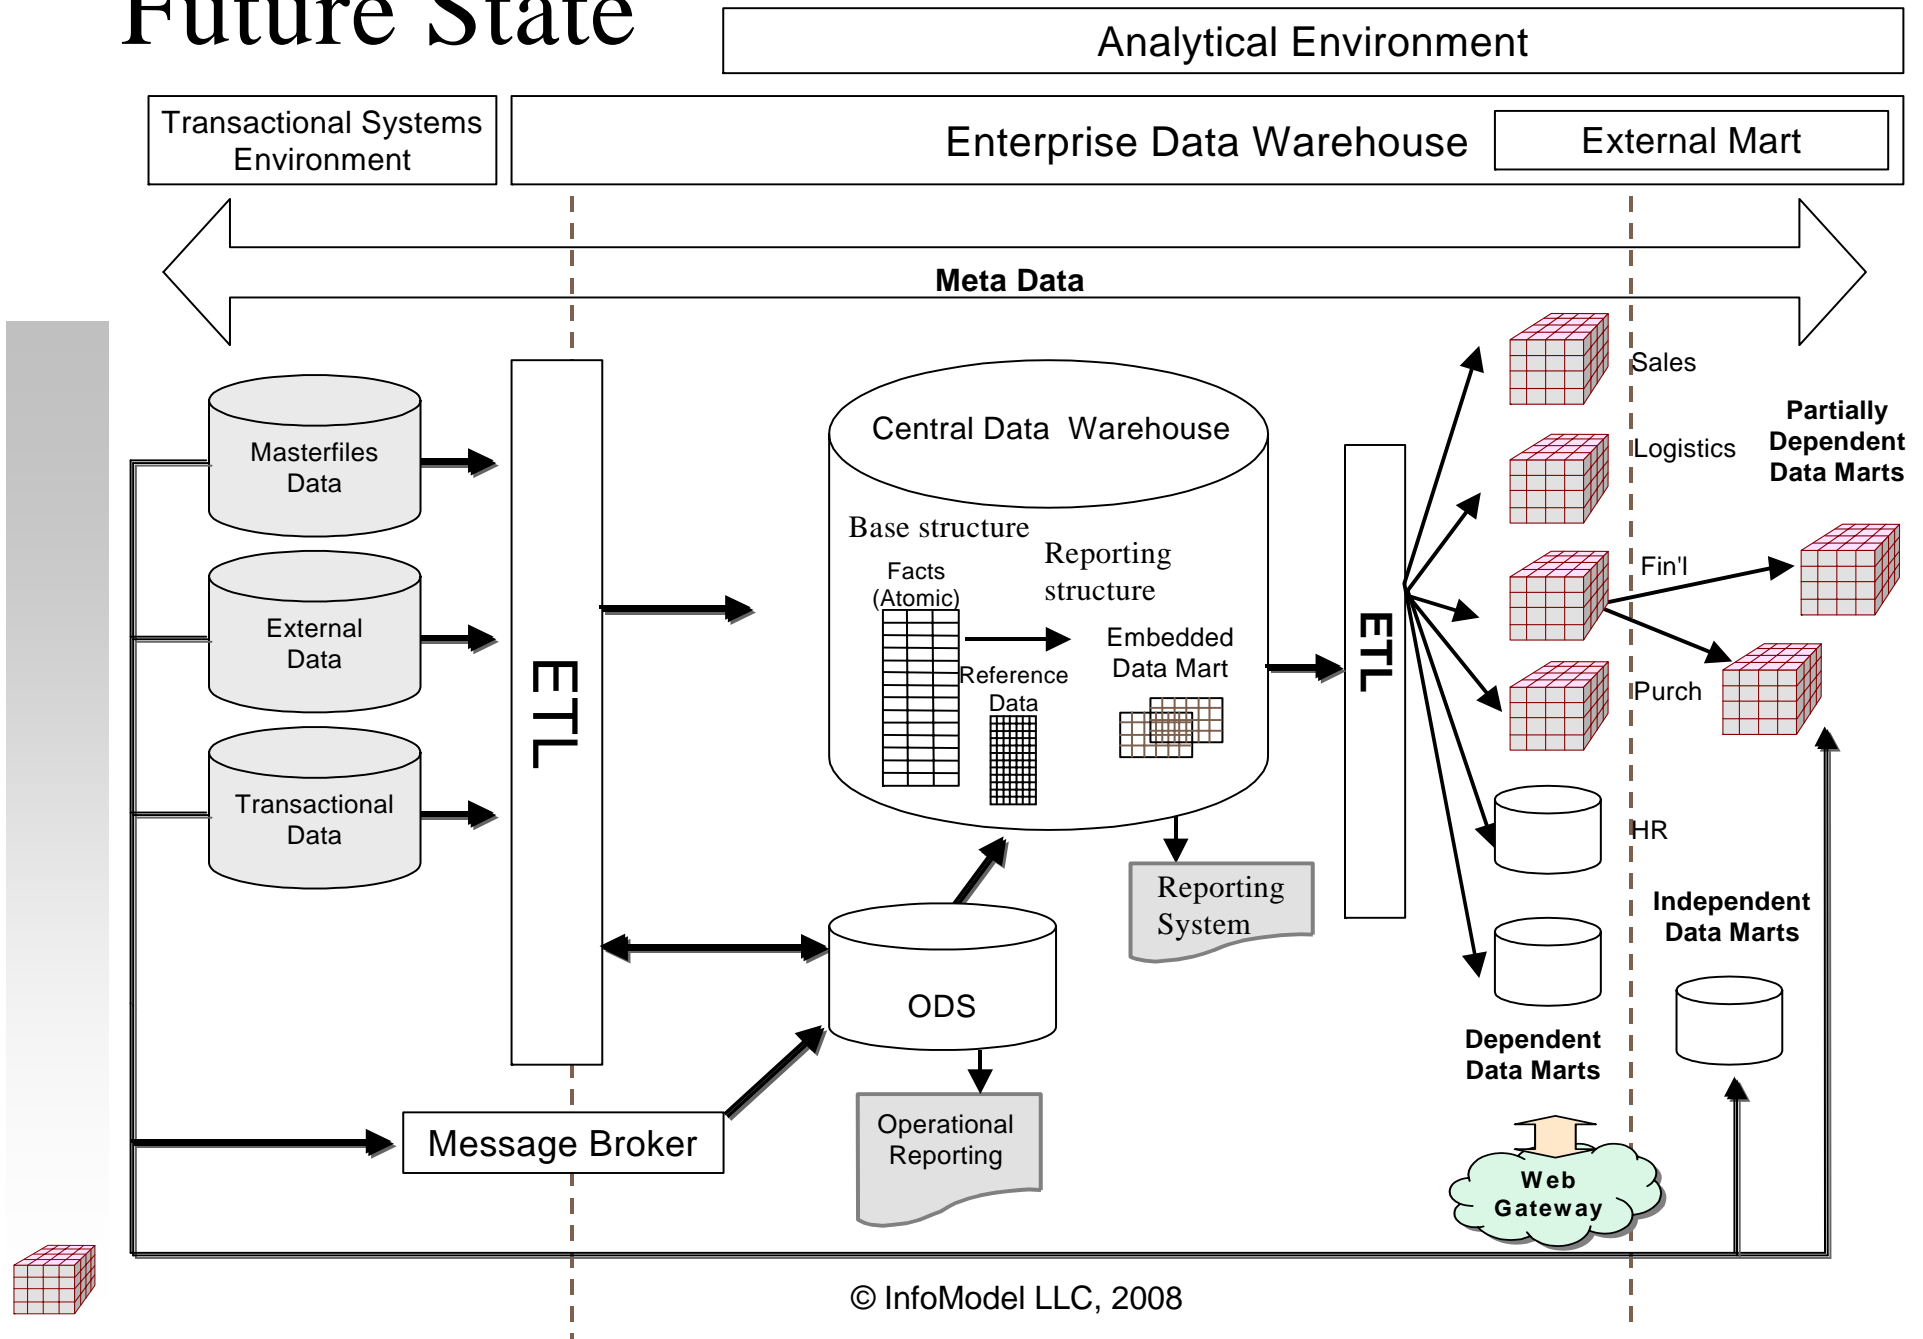 Future State
Analytical Environment
Transactional Systems
Environment
Enterprise Data Warehouse
External Mart
Meta Data
Masterfiles
Data
External
Data
Transactional
Data
ETL
Central Data Warehouse
Base structure
Facts
(Atomic)
Reporting
structure
Reference
Data
Embedded
Data Mart
ETL
Sales
Logistics
Fin'l
Purch
HR
Partially
Dependent
Data Marts
Independent
Data Marts
Dependent
Data Marts
Reporting
System
ODS
Operational
Reporting
Message Broker
Web
Gateway
© InfoModel LLC, 2008